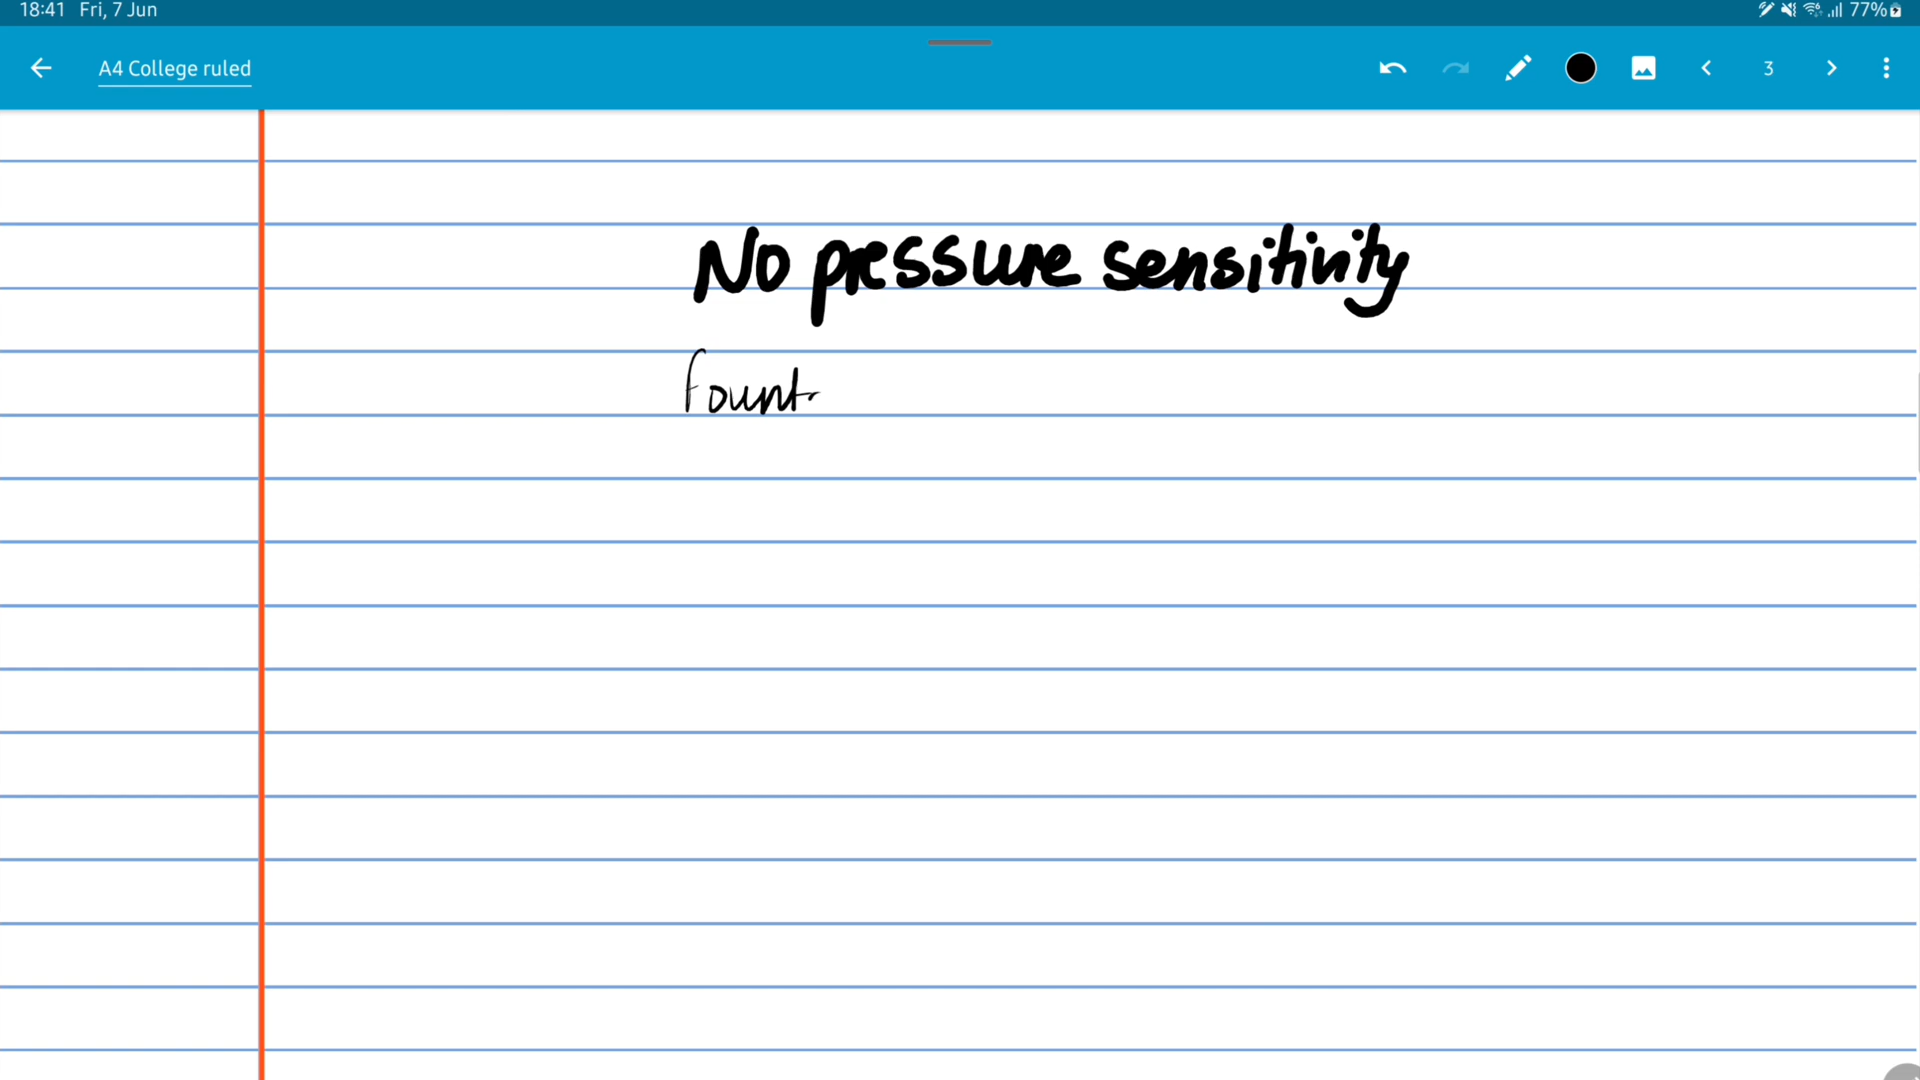 18:41 Fri, 7 Jun 77%
A4 College ruled 3
No pressure sensitivity
fount